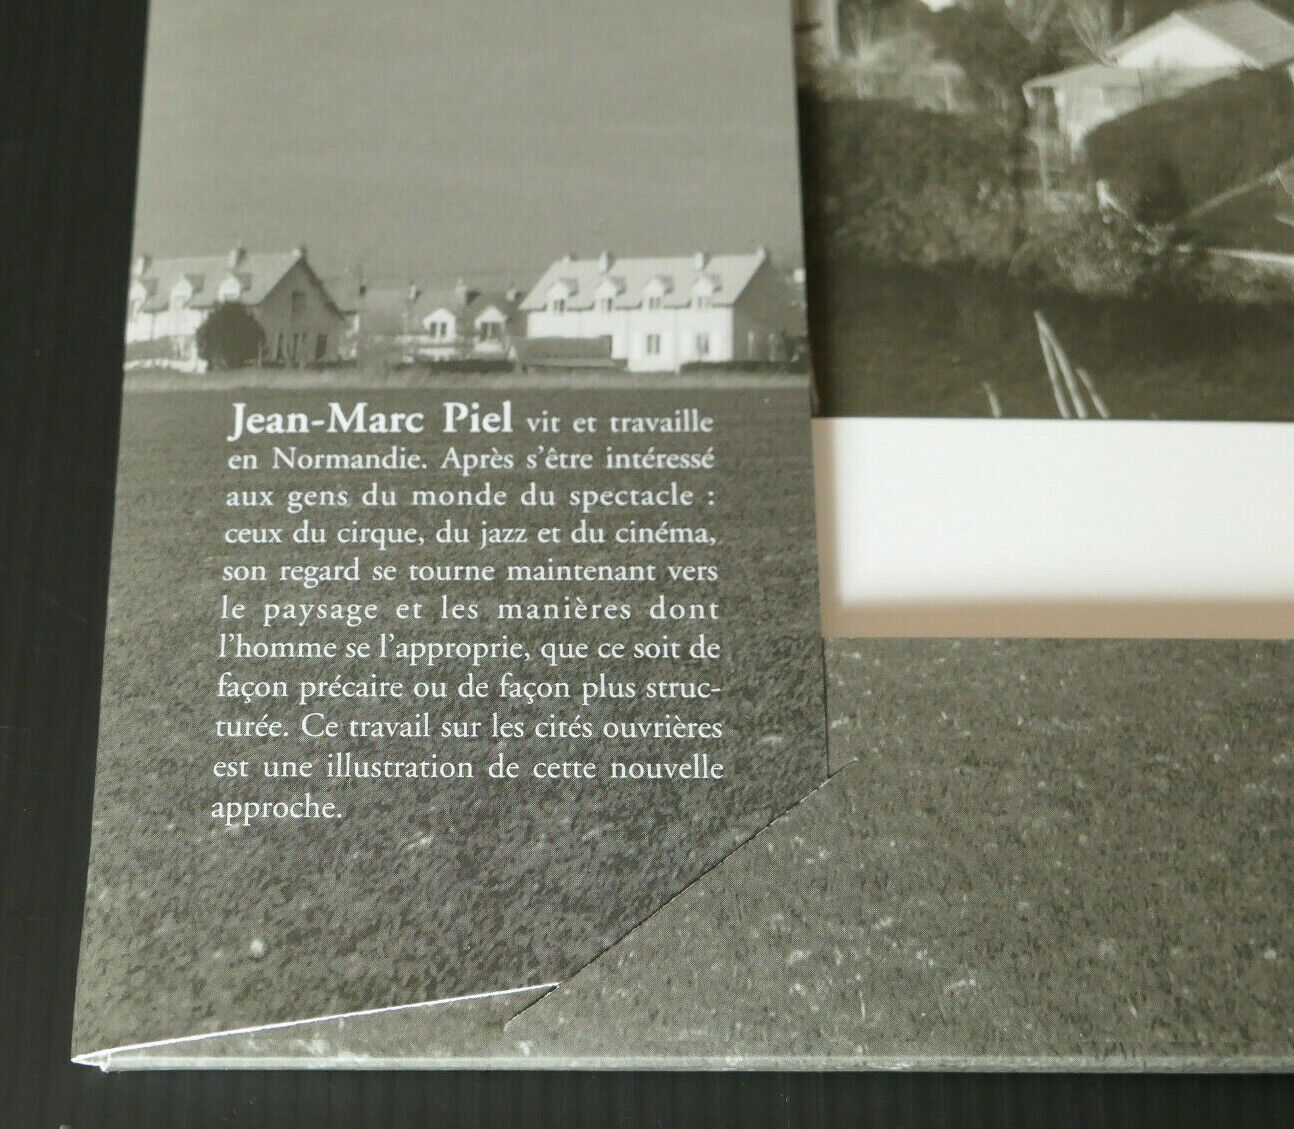 Jean-Marc Piel vit et travaille
en Normandie. Après s'être intéressé
aux gens du monde du spectacle :
ceux du cirque, du jazz et du cinéma,
son regard se tourne maintenant vers
le paysage et les manières dont
l'homme se l'approprie, que ce soit de
façon précaire ou de façon plus struc-
turée. Ce travail sur les cités ouvrières
est une illustration de cette nouvelle
approche.